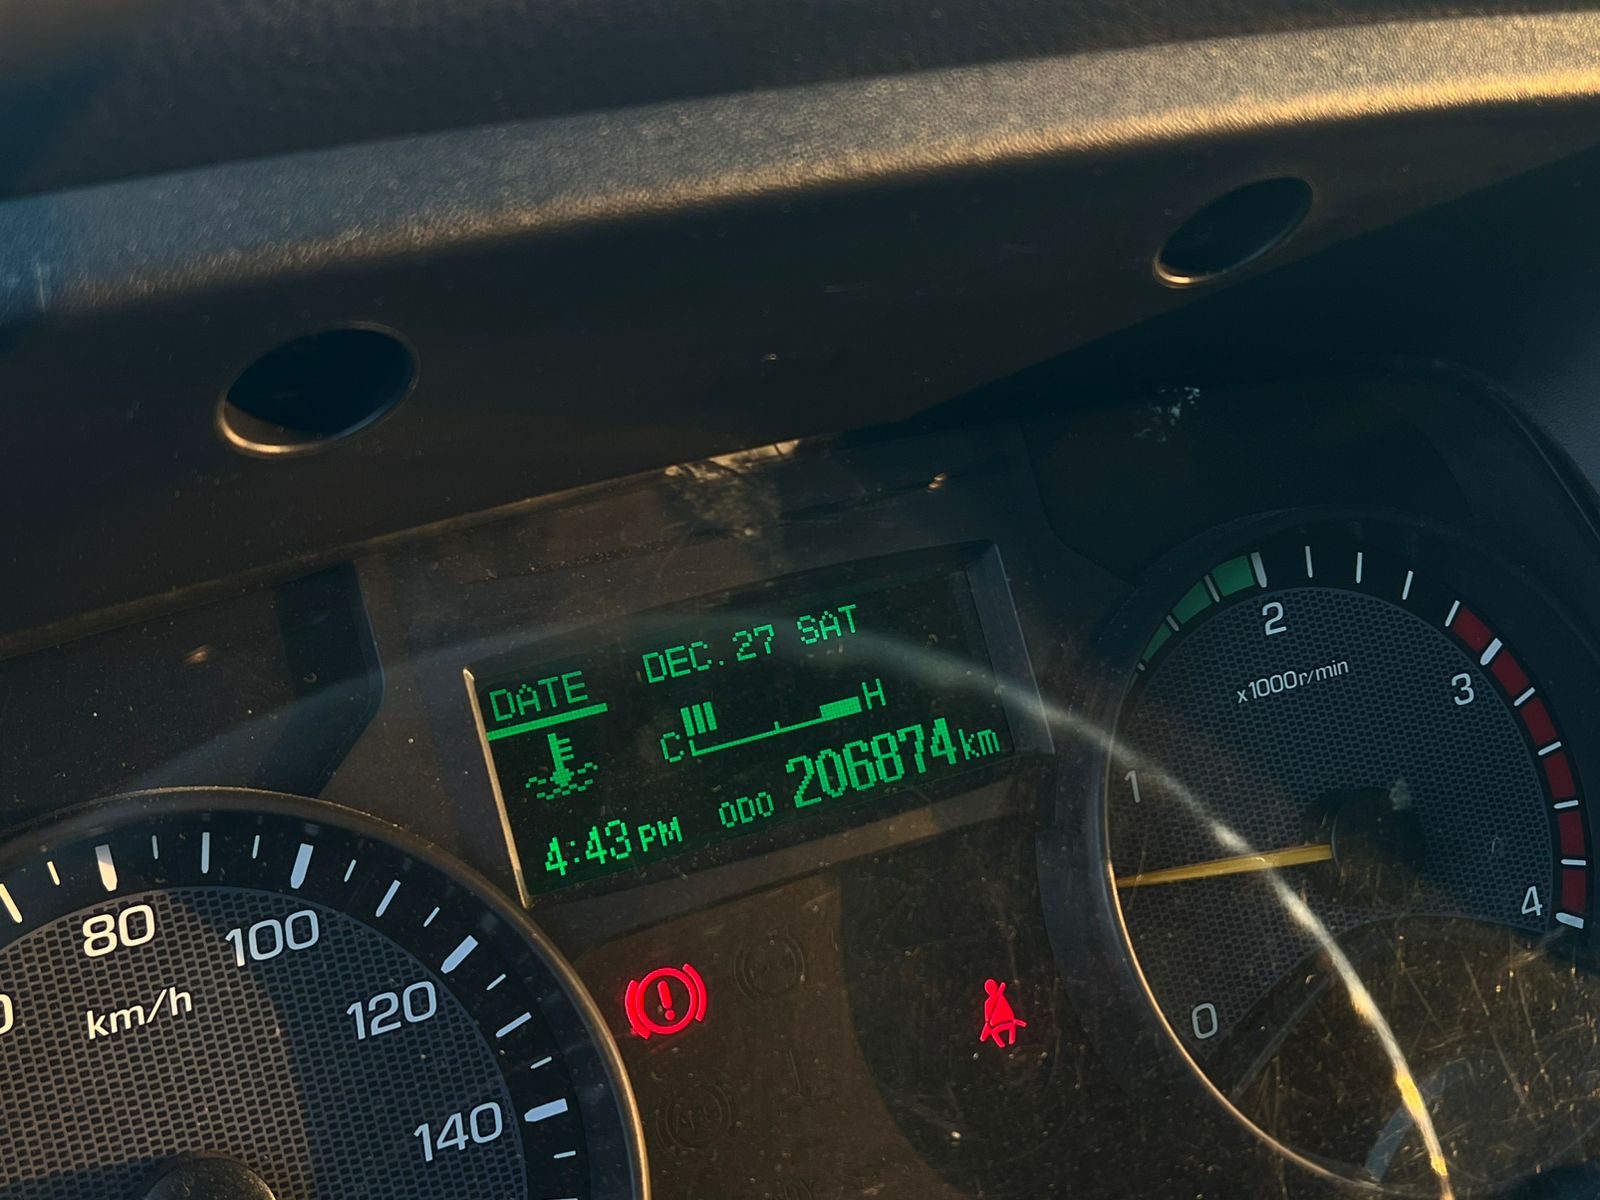 DATE DEC. 27 SAT
C H
4:43 PM ODO 206874 km
80
100
120
140
km/h
0
1
2
3
4
x1000r/min